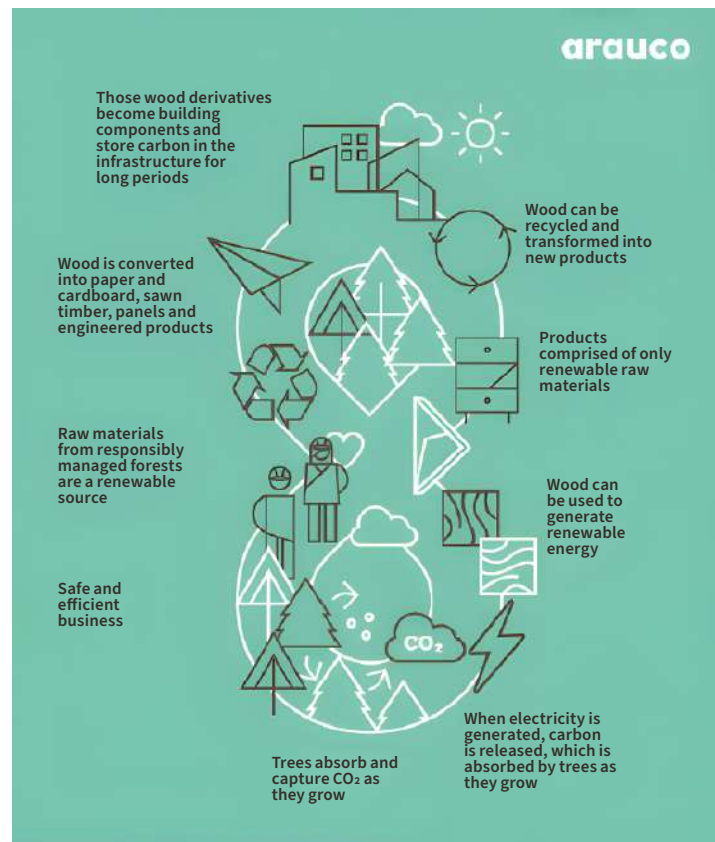 arauco
Those wood derivatives
become building
components and
store carbon in the
infrastructure for
long periods
Wood can be
recycled and
transformed into
new products
Wood is converted
into paper and
cardboard, sawn
timber, panels and
engineered products
Products
comprised of only
renewable raw
materials
Raw materials
from responsibly
managed forests
are a renewable
source
Wood can
be used to
generate
renewable
energy
Safe and
efficient
business
CO₂
When electricity is
generated, carbon
is released, which is
absorbed by trees as
they grow
Trees absorb and
capture CO₂ as
they grow